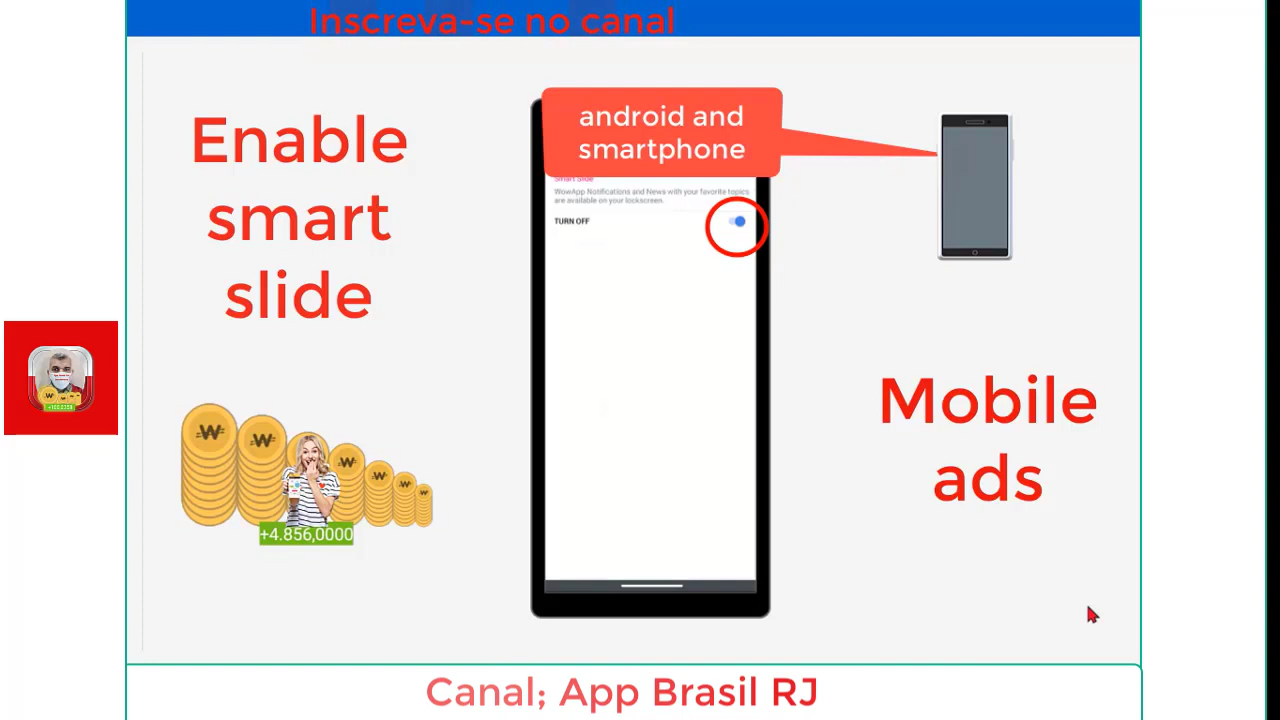 Inscreva-se no canal
Enable
smart
slide
android and
smartphone
Smart Slide
WowApp Notifications and News with your favorite topics
are available on your lockscreen.
TURN OFF
Mobile
ads
+4.856,0000
Canal; App Brasil RJ